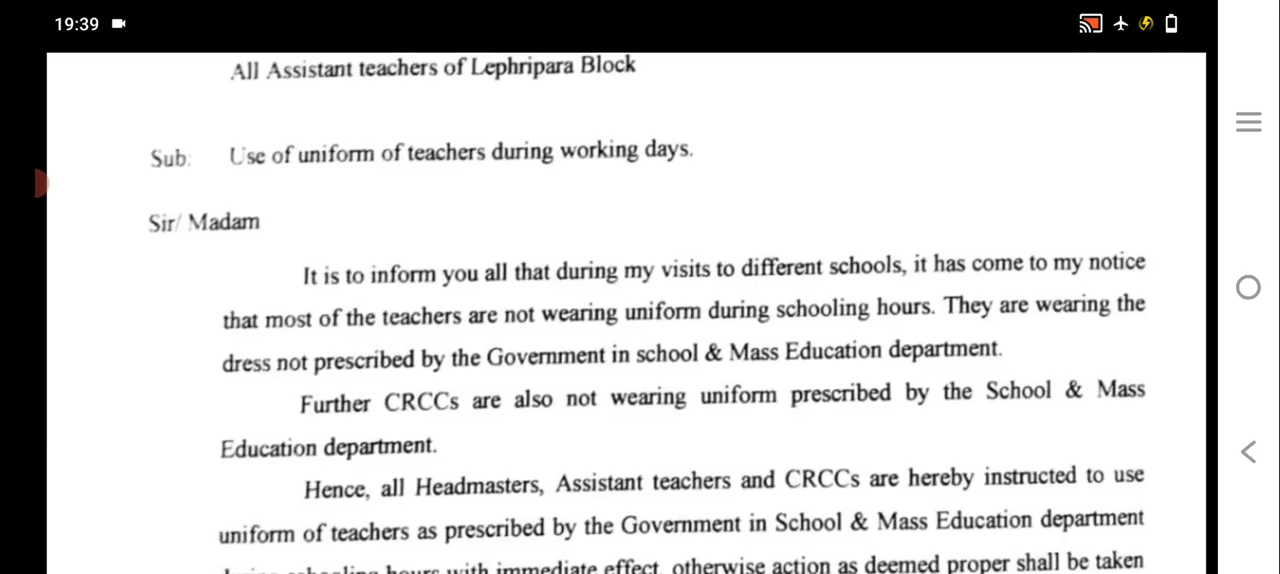 19:39
All Assistant teachers of Lephripara Block
Sub: Use of uniform of teachers during working days.
Sir/ Madam
It is to inform you all that during my visits to different schools, it has come to my notice
that most of the teachers are not wearing uniform during schooling hours. They are wearing the
dress not prescribed by the Government in school & Mass Education department.
Further CRCCs are also not wearing uniform prescribed by the School & Mass
Education department.
Hence, all Headmasters, Assistant teachers and CRCCs are hereby instructed to use
uniform of teachers as prescribed by the Government in School & Mass Education department
hours with immediate effect, otherwise action as deemed proper shall be taken